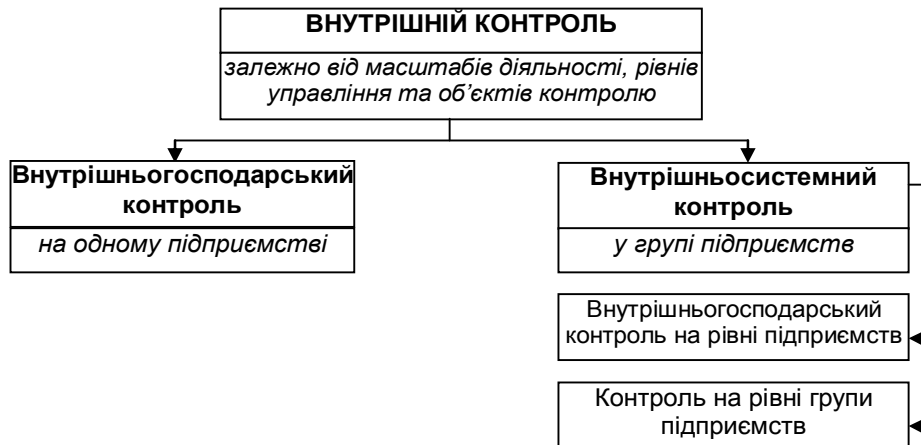 ВНУТРІШНІЙ КОНТРОЛЬ
залежно від масштабів діяльності, рівнів
управління та об’єктів контролю
Внутрішньогосподарський
контроль
на одному підприємстві
Внутрішньосистемний
контроль
у групі підприємств
Внутрішньогосподарський
контроль на рівні підприємств
Контроль на рівні групи
підприємств